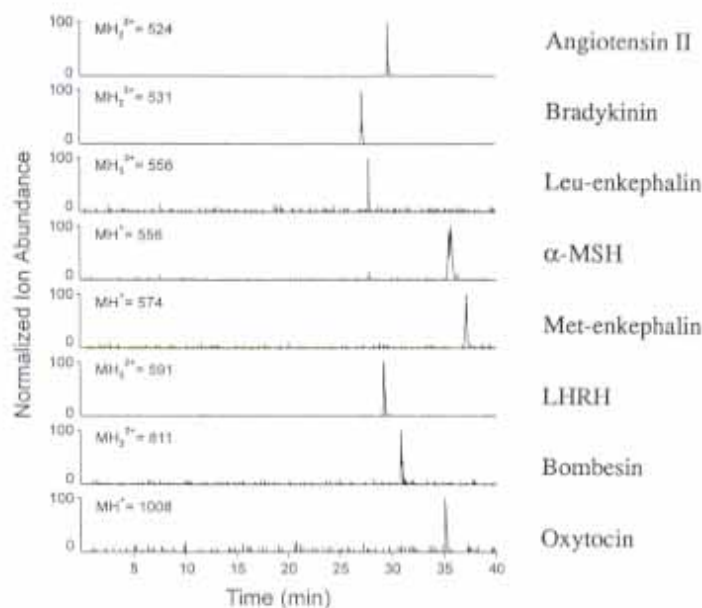 Normalized Ion Abundance
100
MH₂²⁺ = 524
0
Angiotensin II
100
MH₂²⁺ = 531
0
Bradykinin
100
MH₃³⁺ = 556
0
Leu-enkephalin
100
MH⁺ = 556
0
α-MSH
100
MH⁺ = 574
0
Met-enkephalin
100
MH₂²⁺ = 591
0
LHRH
100
= 811
0
Bombesin
100
MH⁺ = 1008
0
Oxytocin
5 10 15 20 25 30 35 40
Time (min)